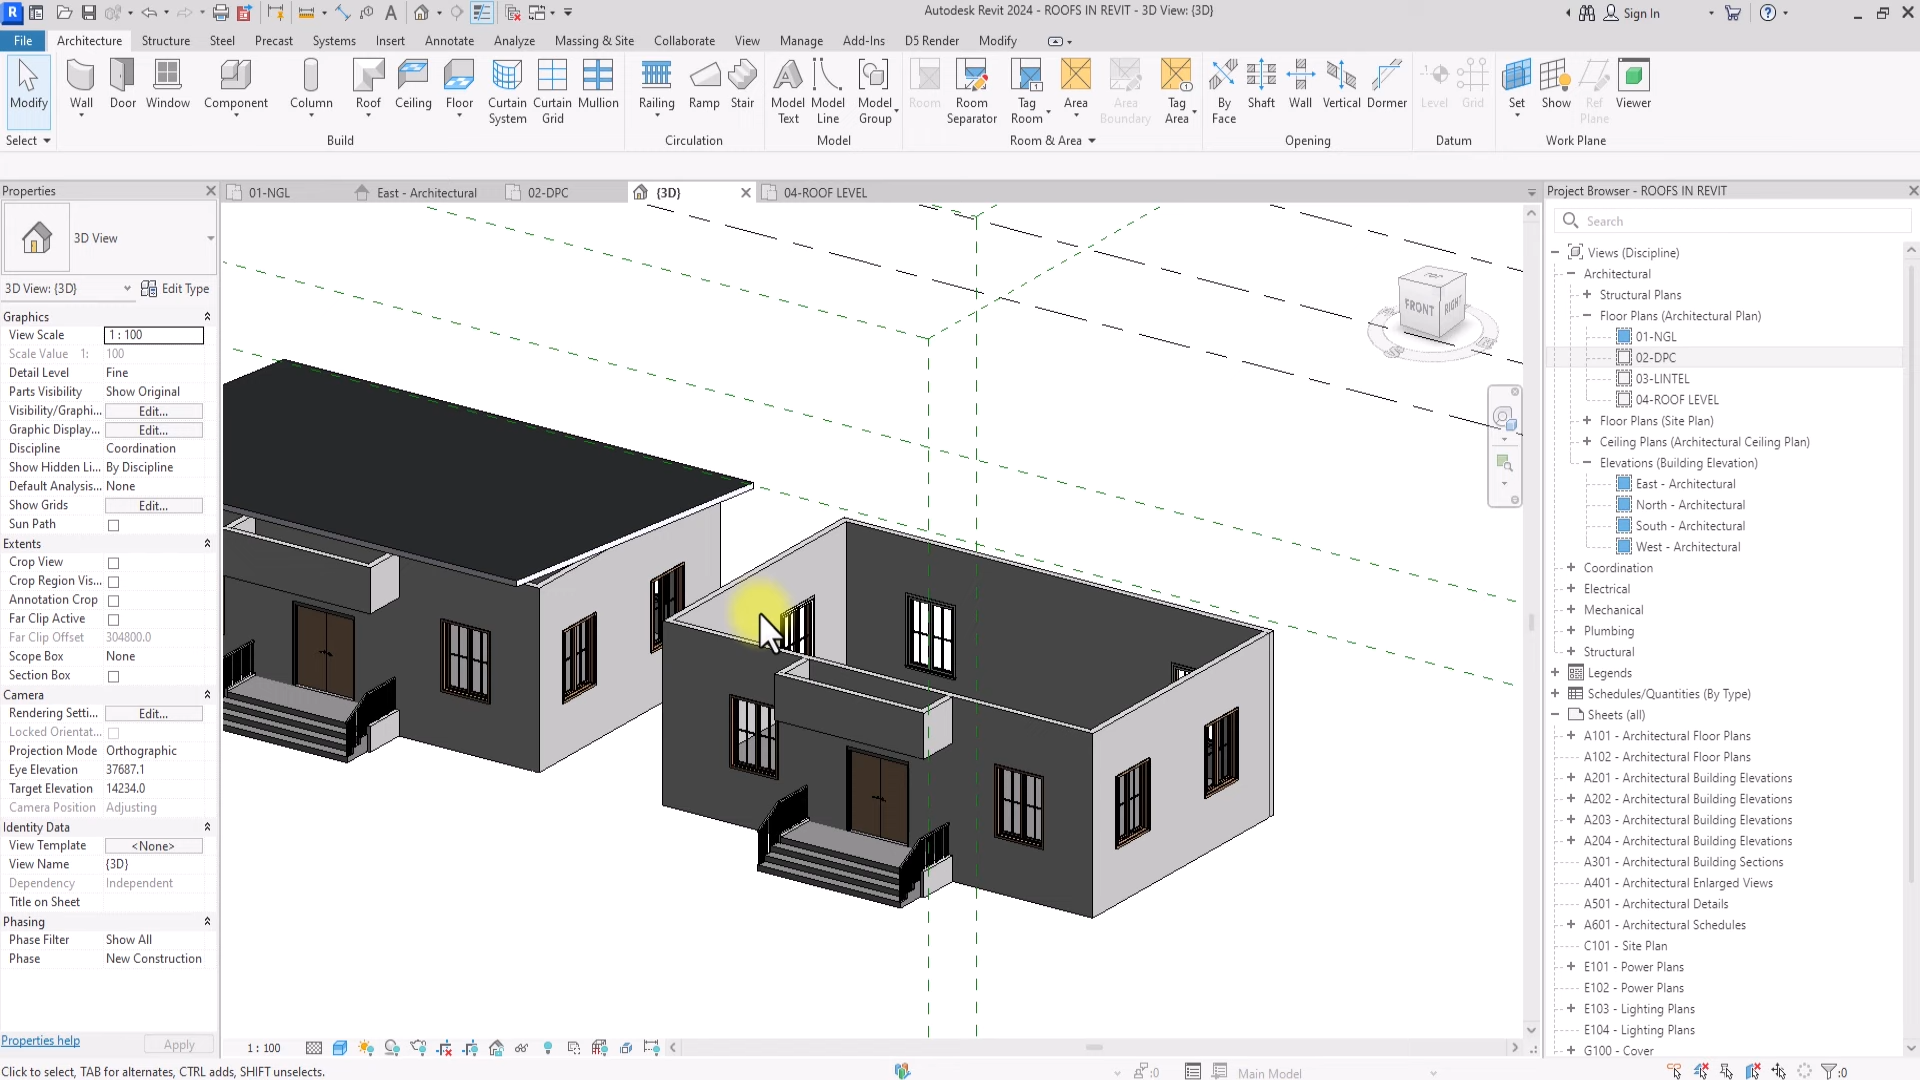 Autodesk Revit 2024 - ROOFS IN REVIT - 3D View: {3D}
Sign In
File Architecture Structure Steel Precast Systems Insert Annotate Analyze Massing & Site Collaborate View Manage Add-Ins D5 Render Modify
Modify Wall Door Window Component Column Roof Ceiling Floor Curtain System Curtain Grid Mullion Railing Ramp Stair Model Text Model Line Model Group Room Room Separator Tag Room Area Area Boundary Tag Area By Face Shaft Wall Vertical Dormer Level Grid Set Show Ref Plane Viewer
Select Build Circulation Model Room & Area Opening Datum Work Plane
Properties
01-NGL East - Architectural 02-DPC {3D} 04-ROOF LEVEL
Project Browser - ROOFS IN REVIT
3D View
3D View: {3D} Edit Type
Graphics
View Scale 1 : 100
Scale Value 1: 100
Detail Level Fine
Parts Visibility Show Original
Visibility/Graphi... Edit...
Graphic Display... Edit...
Discipline Coordination
Show Hidden Li... By Discipline
Default Analysis... None
Show Grids Edit...
Sun Path
Extents
Crop View
Crop Region Vis...
Annotation Crop
Far Clip Active
Far Clip Offset 304800.0
Scope Box None
Section Box
Camera
Rendering Setti... Edit...
Locked Orientat...
Projection Mode Orthographic
Eye Elevation 37687.1
Target Elevation 14234.0
Camera Position Adjusting
Identity Data
View Template <None>
View Name {3D}
Dependency Independent
Title on Sheet
Phasing
Phase Filter Show All
Phase New Construction
Properties help Apply
FRONT RIGHT
1 : 100
Search
Views (Discipline)
Architectural
Structural Plans
Floor Plans (Architectural Plan)
01-NGL
02-DPC
03-LINTEL
04-ROOF LEVEL
Floor Plans (Site Plan)
Ceiling Plans (Architectural Ceiling Plan)
Elevations (Building Elevation)
East - Architectural
North - Architectural
South - Architectural
West - Architectural
Coordination
Electrical
Mechanical
Plumbing
Structural
Legends
Schedules/Quantities (By Type)
Sheets (all)
A101 - Architectural Floor Plans
A102 - Architectural Floor Plans
A201 - Architectural Building Elevations
A202 - Architectural Building Elevations
A203 - Architectural Building Elevations
A204 - Architectural Building Elevations
A301 - Architectural Building Sections
A401 - Architectural Enlarged Views
A501 - Architectural Details
A601 - Architectural Schedules
C101 - Site Plan
E101 - Power Plans
E102 - Power Plans
E103 - Lighting Plans
E104 - Lighting Plans
G100 - Cover
Click to select, TAB for alternates, CTRL adds, SHIFT unselects.
:0
Main Model
:0